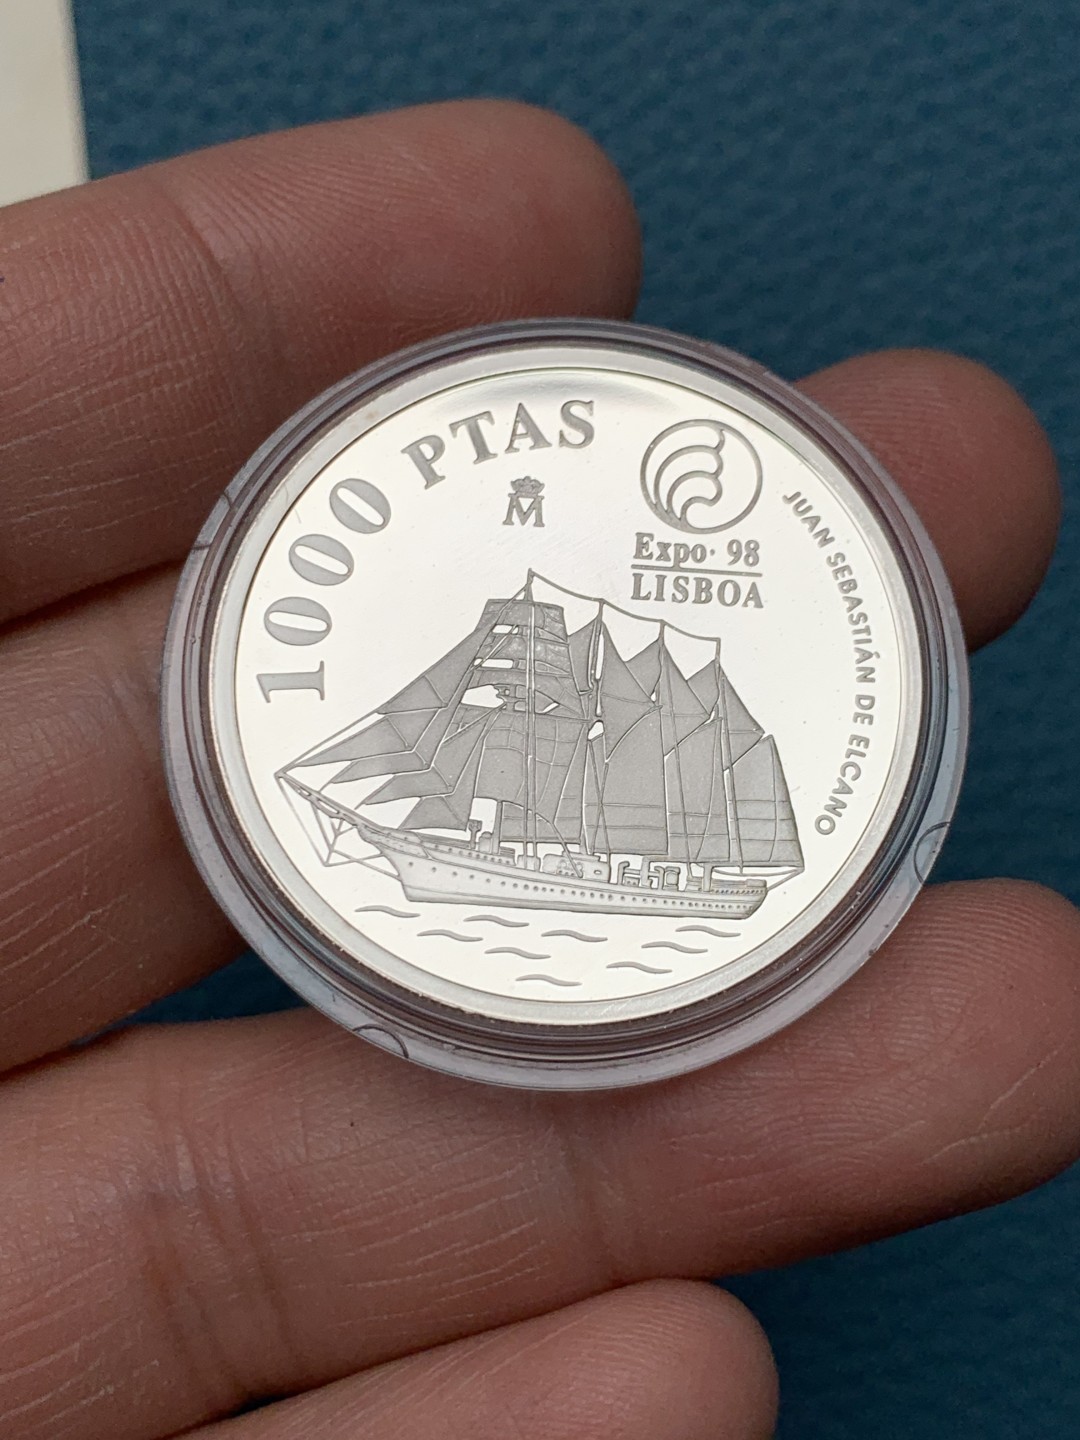 1000 PTAS
M
Expo· 98
LISBOA
JUAN SEBASTIÁN DE ELCANO